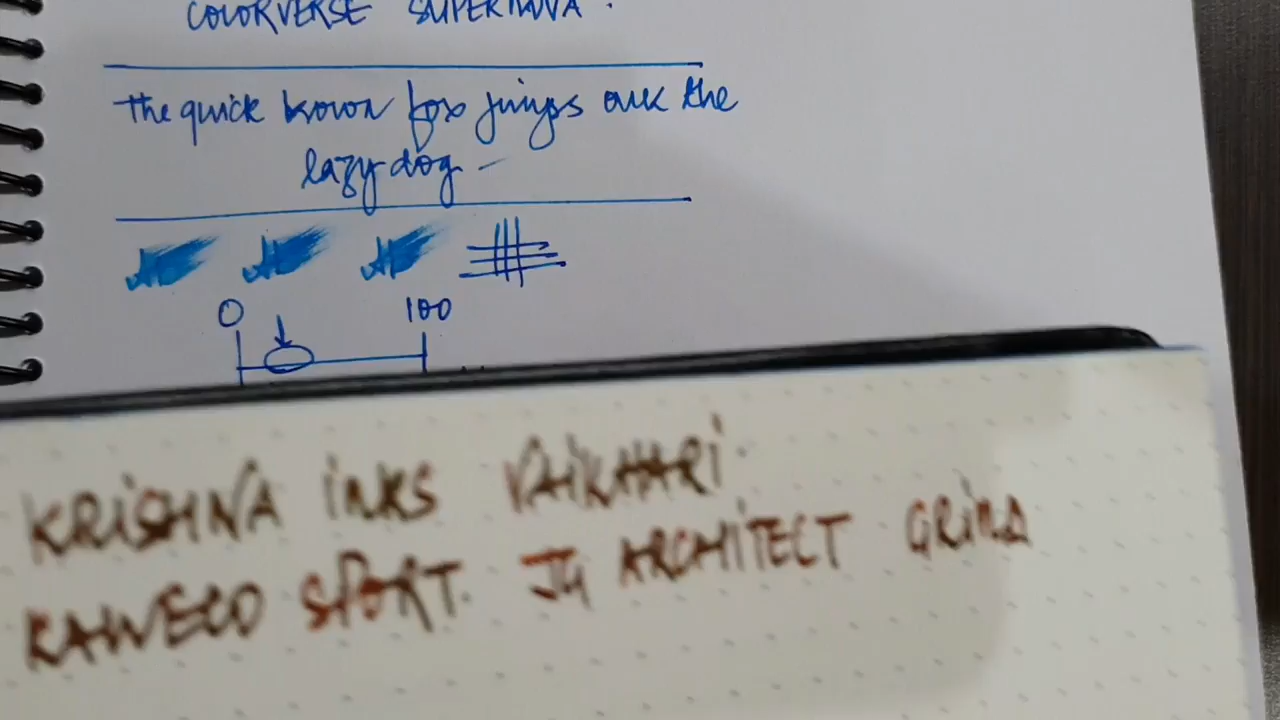 COLORVERSE SUPERNOVA.
The quick brown fox jumps over the
lazy dog -
0 100
KRISHNA INKS VAIKHARI.
KAWECO SPORT. JM ARCHITECT GRIND